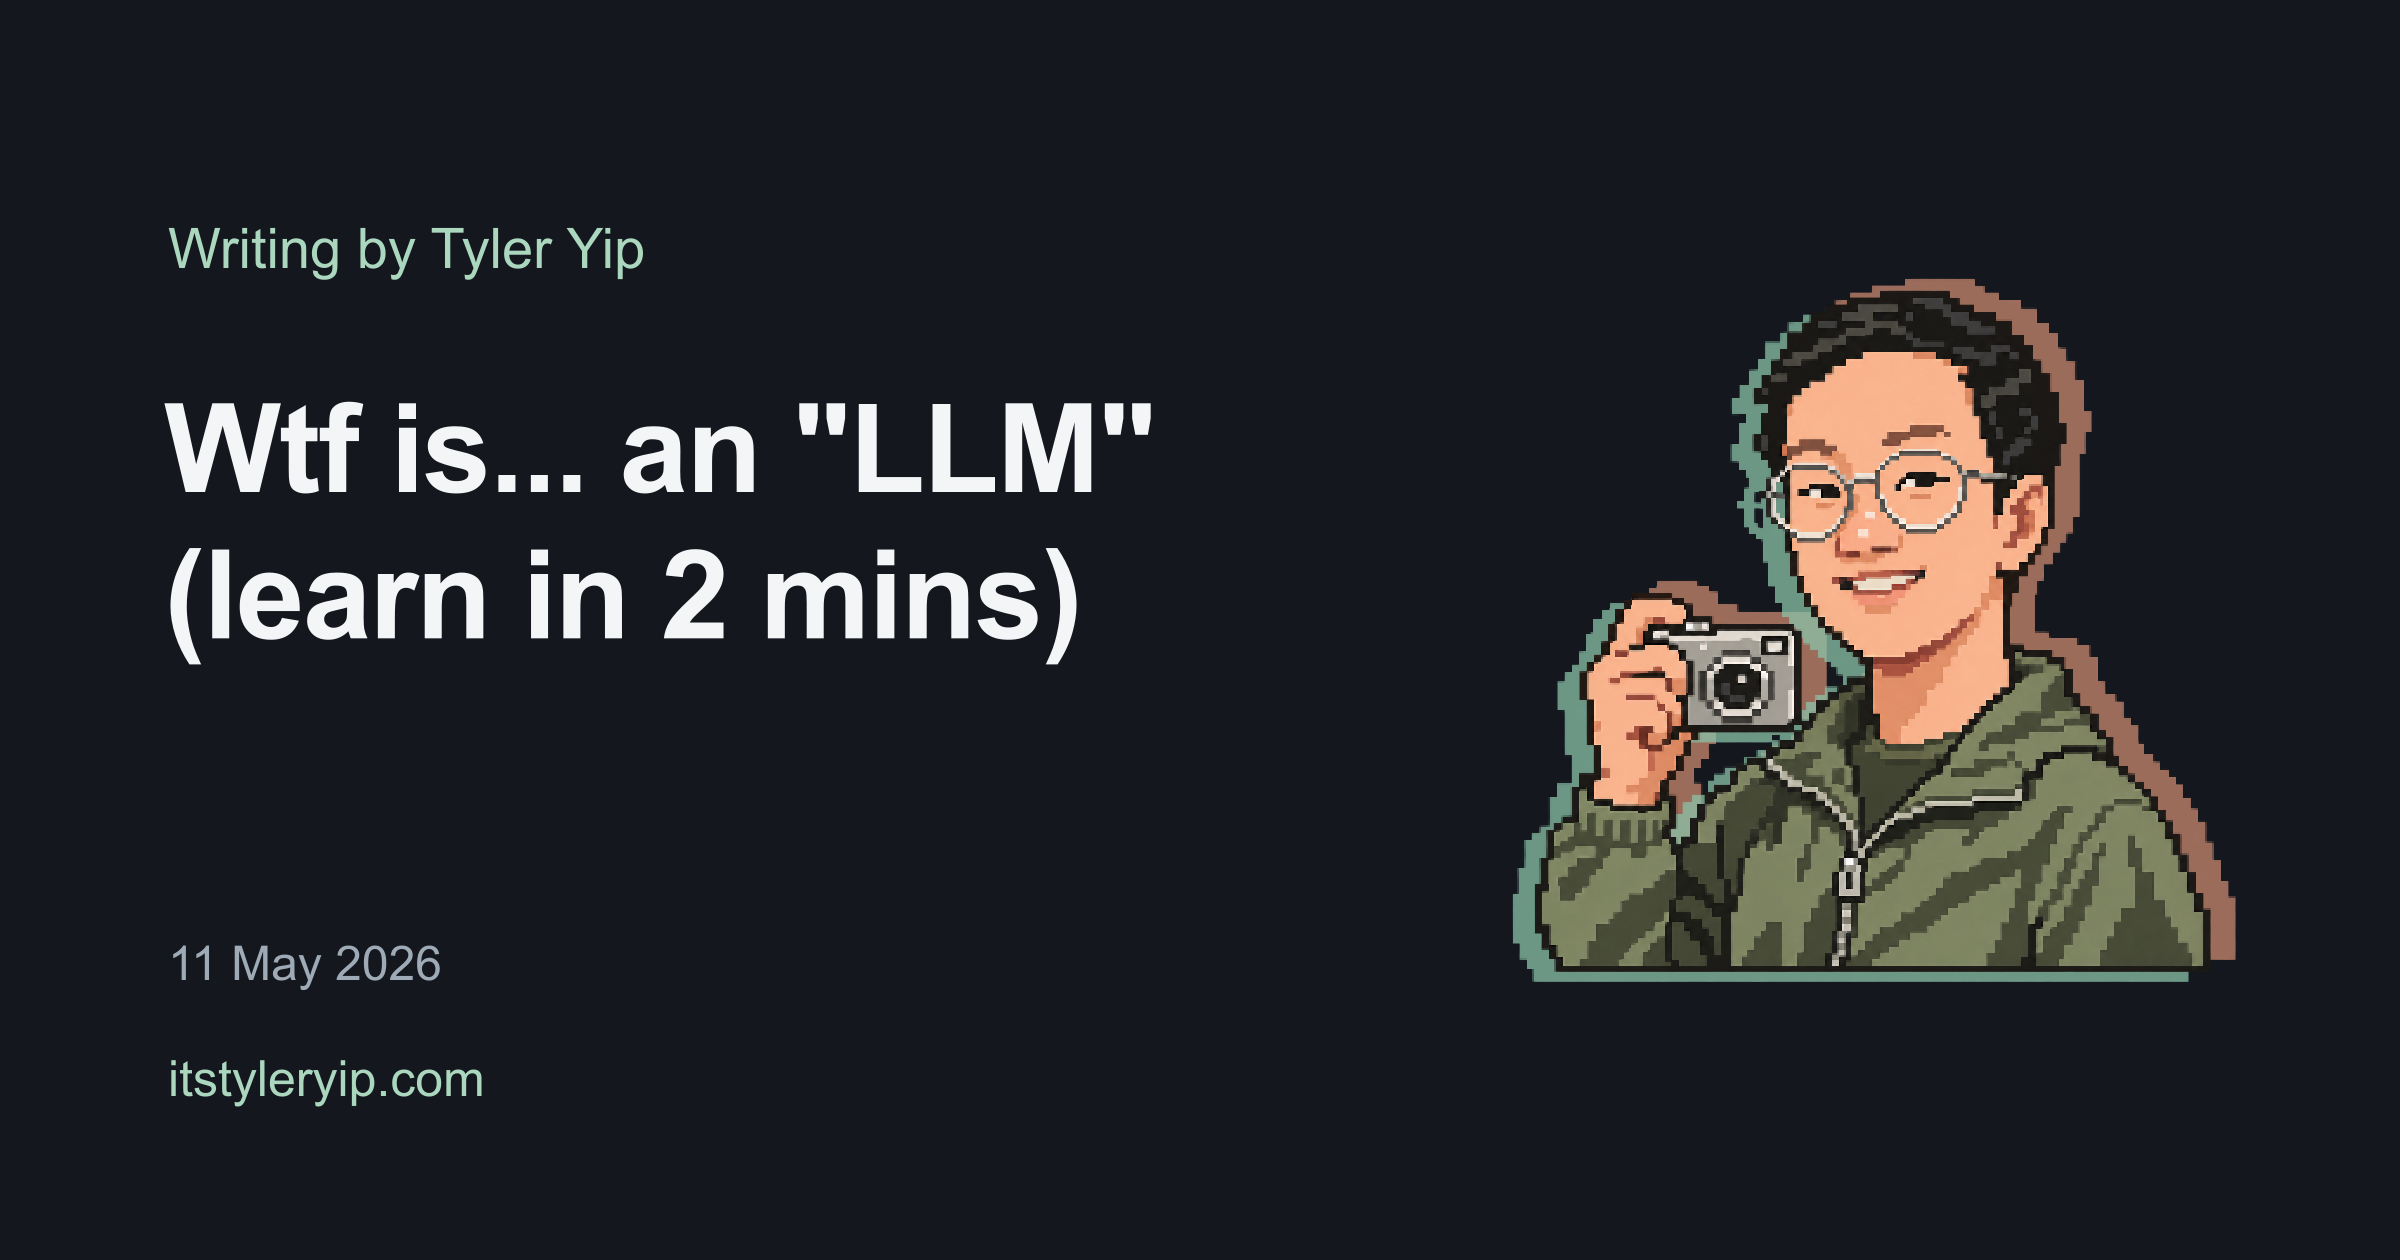 Writing by Tyler Yip
Wtf is... an "LLM"
(learn in 2 mins)
11 May 2026
itstyleryip.com